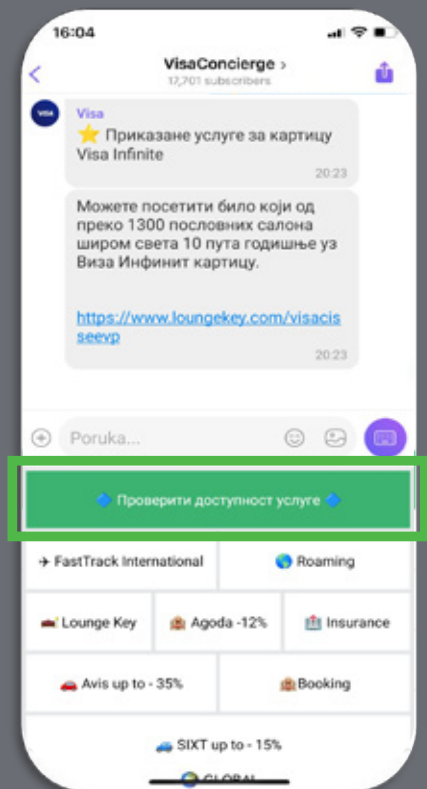 16:04
VisaConcierge >
17,701 subscribers
VISA
Visa
⭐ Приказане услуге за картицу
Visa Infinite
20:23
Можете посетити било који од
преко 1300 пословних салона
широм света 10 пута годишње уз
Виза Инфинит картицу.
https://www.loungekey.com/visacis
seevp
20:23
Poruka...
🔷 Проверити доступност услуге 🔷
✈ FastTrack International
🌎 Roaming
🛋 Lounge Key
🏨 Agoda -12%
🏥 Insurance
🚗 Avis up to - 35%
🏨Booking
🚙 SIXT up to - 15%
GLOBAL